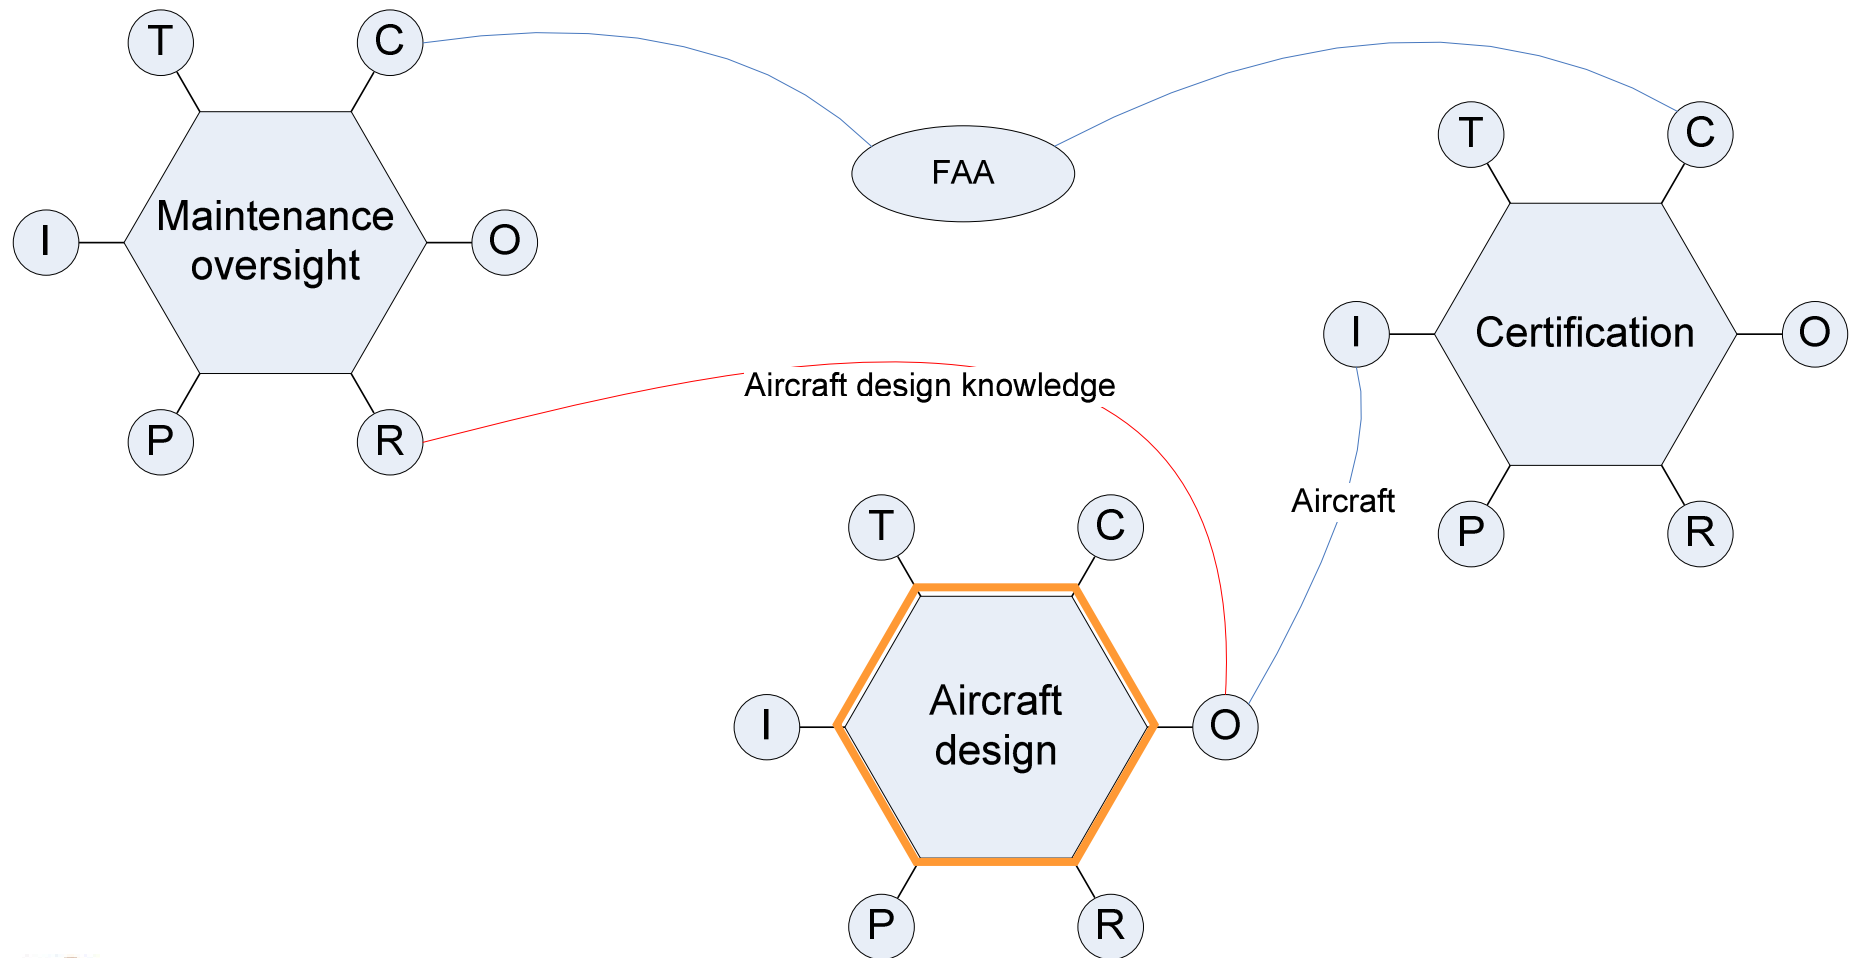 T
C
FAA
T
C
Maintenance
oversight
I
O
I
Certification
O
Aircraft design knowledge
P
R
Aircraft
T
C
P
R
Aircraft
design
I
O
P
R